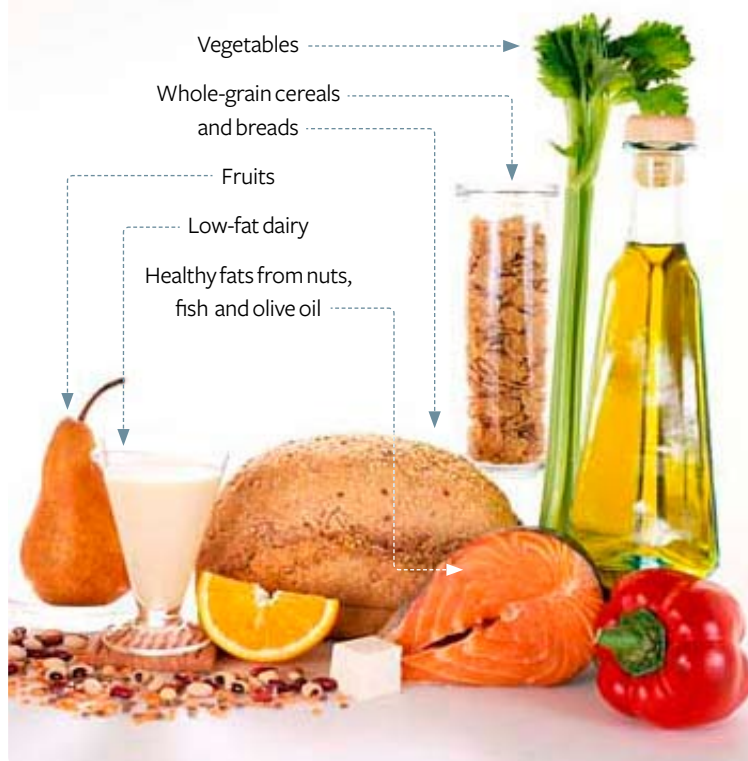 Vegetables
Whole-grain cereals
and breads
Fruits
Low-fat dairy
Healthy fats from nuts,
fish and olive oil